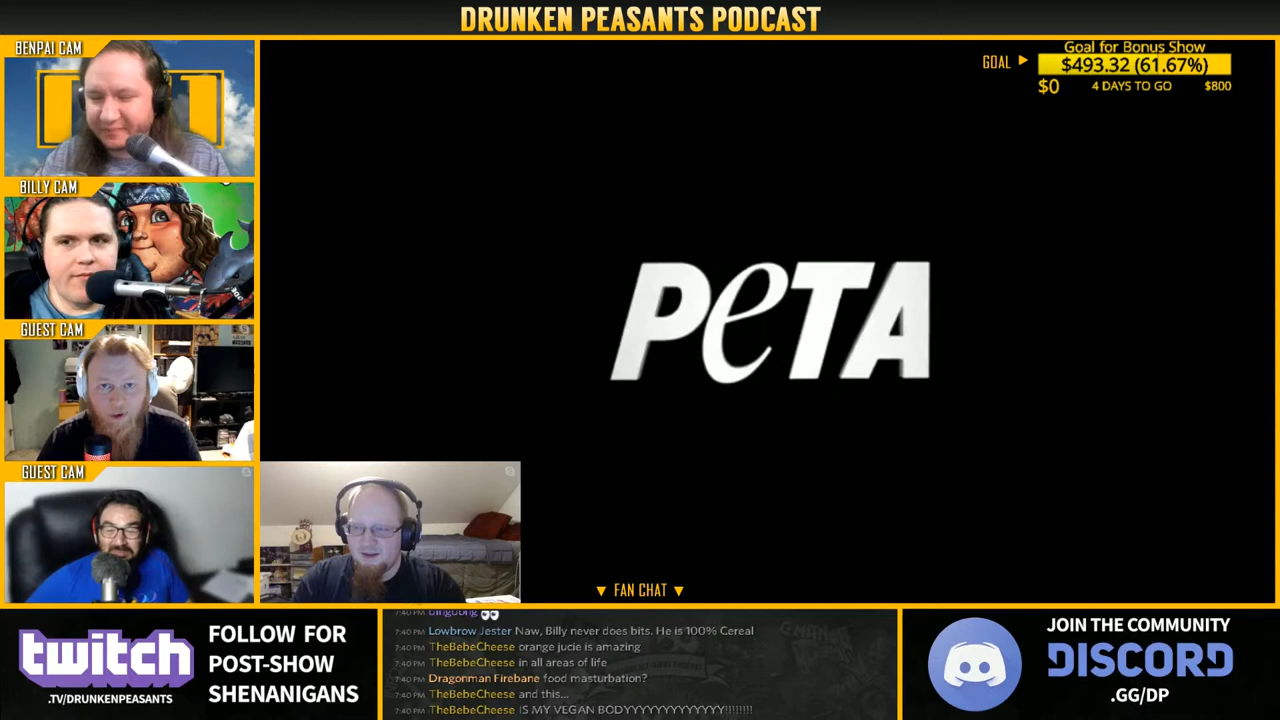 DRUNKEN PEASANTS PODCAST
BENPAI CAM
BILLY CAM
GUEST CAM
GUEST CAM
GOAL
Goal for Bonus Show
$493.32 (61.67%)
$0 4 DAYS TO GO $800
PETA
FAN CHAT
twitch
.TV/DRUNKENPEASANTS
FOLLOW FOR
POST-SHOW
SHENANIGANS
7:40 PM
7:40 PM Lowbrow Jester Naw, Billy never does bits. He is 100% Cereal
7:40 PM TheBebeCheese orange jucie is amazing
7:40 PM TheBebeCheese in all areas of life
7:40 PM Dragonman Firebane food masturbation?
7:40 PM TheBebeCheese and this...
7:40 PM TheBebeCheese IS MY VEGAN BODYYYYYYYYYYYYY!!!!!!!!
JOIN THE COMMUNITY
DISCORD
.GG/DP